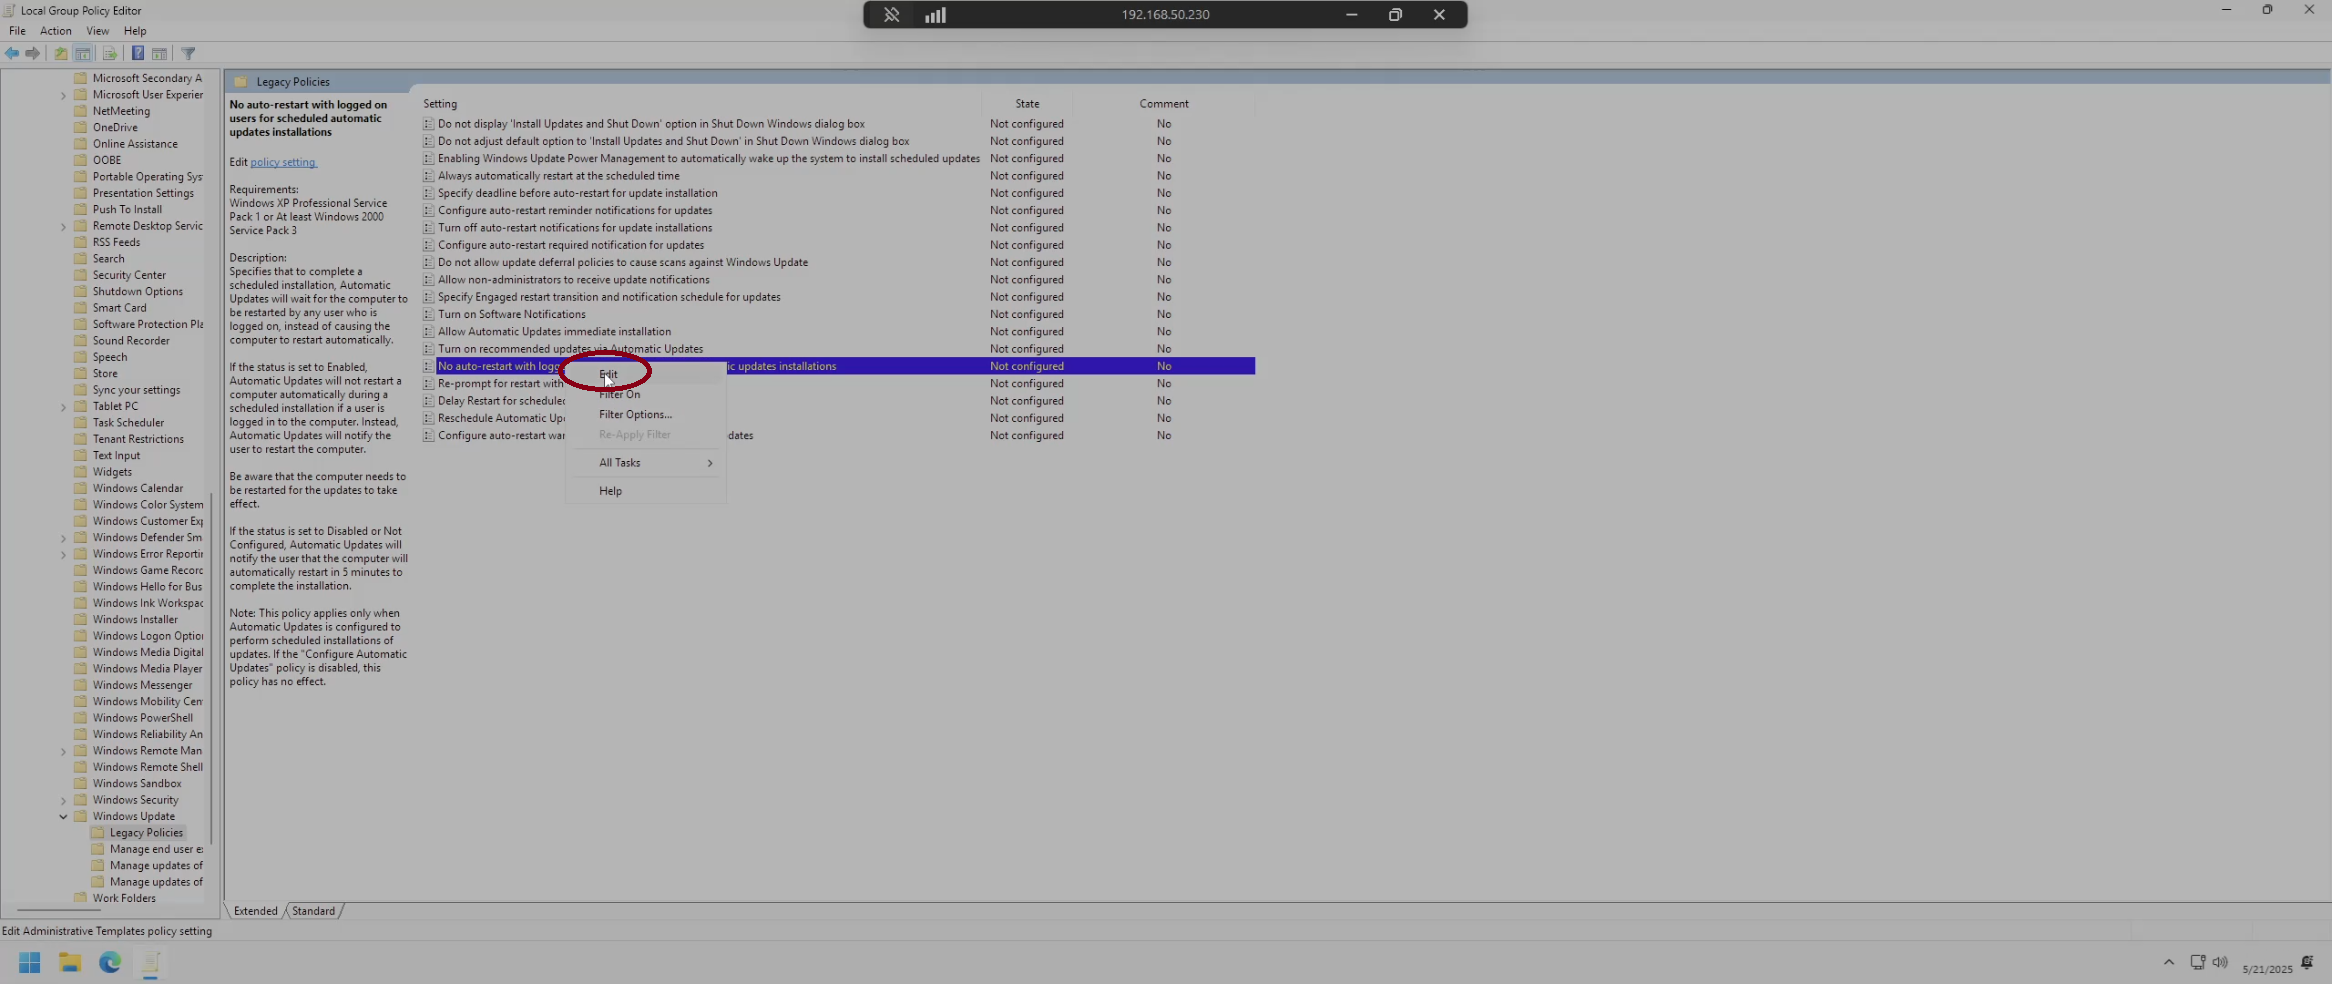 Local Group Policy Editor
192.168.50.230
File Action View Help
Microsoft Secondary A
Microsoft User Experier
NetMeeting
OneDrive
Online Assistance
OOBE
Portable Operating Sys
Presentation Settings
Push To Install
Remote Desktop Servic
RSS Feeds
Search
Security Center
Shutdown Options
Smart Card
Software Protection Pla
Sound Recorder
Speech
Store
Sync your settings
Tablet PC
Task Scheduler
Tenant Restrictions
Text Input
Widgets
Windows Calendar
Windows Color System
Windows Customer Exp
Windows Defender Sm
Windows Error Reportin
Windows Game Record
Windows Hello for Bus
Windows Ink Workspac
Windows Installer
Windows Logon Option
Windows Media Digital
Windows Media Player
Windows Messenger
Windows Mobility Cen
Windows PowerShell
Windows Reliability An
Windows Remote Man
Windows Remote Shell
Windows Sandbox
Windows Security
Windows Update
Legacy Policies
Manage end user e
Manage updates of
Manage updates of
Work Folders
Legacy Policies
No auto-restart with logged on
users for scheduled automatic
updates installations
Edit policy setting
Requirements:
Windows XP Professional Service
Pack 1 or At least Windows 2000
Service Pack 3
Description:
Specifies that to complete a
scheduled installation, Automatic
Updates will wait for the computer to
be restarted by any user who is
logged on, instead of causing the
computer to restart automatically.
If the status is set to Enabled,
Automatic Updates will not restart a
computer automatically during a
scheduled installation if a user is
logged in to the computer. Instead,
Automatic Updates will notify the
user to restart the computer.
Be aware that the computer needs to
be restarted for the updates to take
effect.
If the status is set to Disabled or Not
Configured, Automatic Updates will
notify the user that the computer will
automatically restart in 5 minutes to
complete the installation.
Note: This policy applies only when
Automatic Updates is configured to
perform scheduled installations of
updates. If the "Configure Automatic
Updates" policy is disabled, this
policy has no effect.
Setting State Comment
Do not display 'Install Updates and Shut Down' option in Shut Down Windows dialog box Not configured No
Do not adjust default option to 'Install Updates and Shut Down' in Shut Down Windows dialog box Not configured No
Enabling Windows Update Power Management to automatically wake up the system to install scheduled updates Not configured No
Always automatically restart at the scheduled time Not configured No
Specify deadline before auto-restart for update installation Not configured No
Configure auto-restart reminder notifications for updates Not configured No
Turn off auto-restart notifications for update installations Not configured No
Configure auto-restart required notification for updates Not configured No
Do not allow update deferral policies to cause scans against Windows Update Not configured No
Allow non-administrators to receive update notifications Not configured No
Specify Engaged restart transition and notification schedule for updates Not configured No
Turn on Software Notifications Not configured No
Allow Automatic Updates immediate installation Not configured No
Turn on recommended updates via Automatic Updates Not configured No
No auto-restart with logg ic updates installations Not configured No
Re-prompt for restart with Not configured No
Delay Restart for scheduled Not configured No
Reschedule Automatic Upd Not configured No
Configure auto-restart war dates Not configured No
Edit
Filter On
Filter Options...
Re-Apply Filter
All Tasks
Help
Extended Standard
Edit Administrative Templates policy setting
5/21/2025